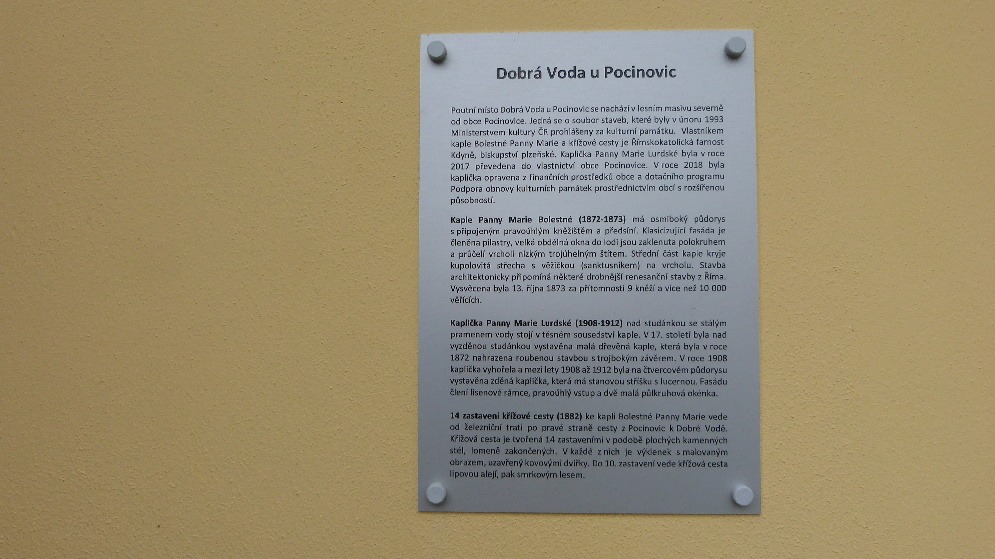 Dobrá Voda u Pocinovic
Poutní místo Dobrá Voda u Pocinovic se nachází v lesním masivu severně
od obce Pocinovice. Jedná se o soubor staveb, které byly v únoru 1993
Ministerstvem kultury ČR prohlášeny za kulturní památku. Vlastníkem
kaple Bolestné Panny Marie a křížové cesty je Římskokatolická farnost
Kdyně, biskupství plzeňské. Kaplička Panny Marie Lurdské byla v roce
2017 převedena do vlastnictví obce Pocinovice. V roce 2018 byla
kaplička opravena z finančních prostředků obce a dotačního programu
Podpora obnovy kulturních památek prostřednictvím obcí s rozšířenou
působností.
Kaple Panny Marie Bolestné (1872-1873) má osmiboký půdorys
s připojeným pravoúhlým kněžištěm a předsíní. Klasicizující fasáda je
členěna pilastry, velká obdélná okna do lodi jsou zaklenuta polokruhem
a průčelí vrcholí nízkým trojúhelným štítem. Střední část kaple kryje
kupolovitá střecha s věžičkou (sanktusníkem) na vrcholu. Stavba
architektonicky připomíná některé drobnější renesanční stavby z Říma.
Vysvěcena byla 13. října 1873 za přítomnosti 9 kněží a více než 10 000
věřících.
Kaplička Panny Marie Lurdské (1908-1912) nad studánkou se stálým
pramenem vody stojí v těsném sousedství kaple. V 17. století byla nad
vyzděnou studánkou vystavěna malá dřevěná kaple, která byla v roce
1872 nahrazena roubenou stavbou s trojbokým závěrem. V roce 1908
kaplička vyhořela a mezi lety 1908 až 1912 byla na čtvercovém půdorysu
vystavěna zděná kaplička, která má stanovou stříšku s lucernou. Fasádu
člení lisenové rámce, pravoúhlý vstup a dvě malá půlkruhová okénka.
14 zastavení křížové cesty (1882) ke kapli Bolestné Panny Marie vede
od železniční trati po pravé straně cesty z Pocinovic k Dobré Vodě.
Křížová cesta je tvořená 14 zastaveními v podobě plochých kamenných
stél, lomeně zakončených. V každé z nich je výklenek s malovaným
obrazem, uzavřený kovovými dvířky. Do 10. zastavení vede křížová cesta
lipovou alejí, pak smrkovým lesem.